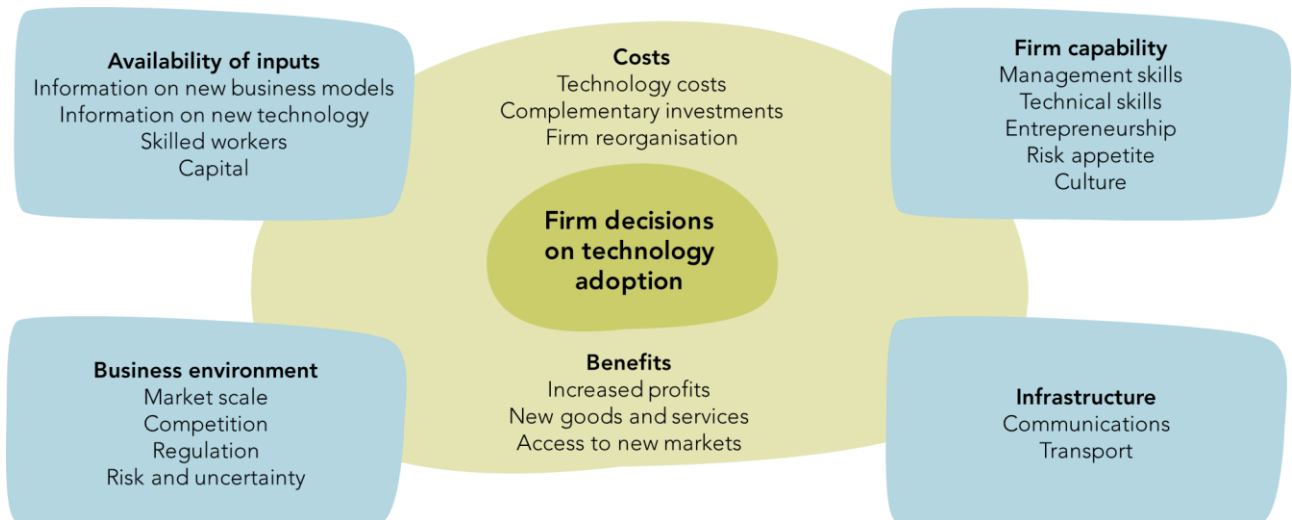 Availability of inputs
Information on new business models
Information on new technology
Skilled workers
Capital
Costs
Technology costs
Complementary investments
Firm reorganisation
Firm capability
Management skills
Technical skills
Entrepreneurship
Risk appetite
Culture
Firm decisions
on technology
adoption
Business environment
Market scale
Competition
Regulation
Risk and uncertainty
Benefits
Increased profits
New goods and services
Access to new markets
Infrastructure
Communications
Transport